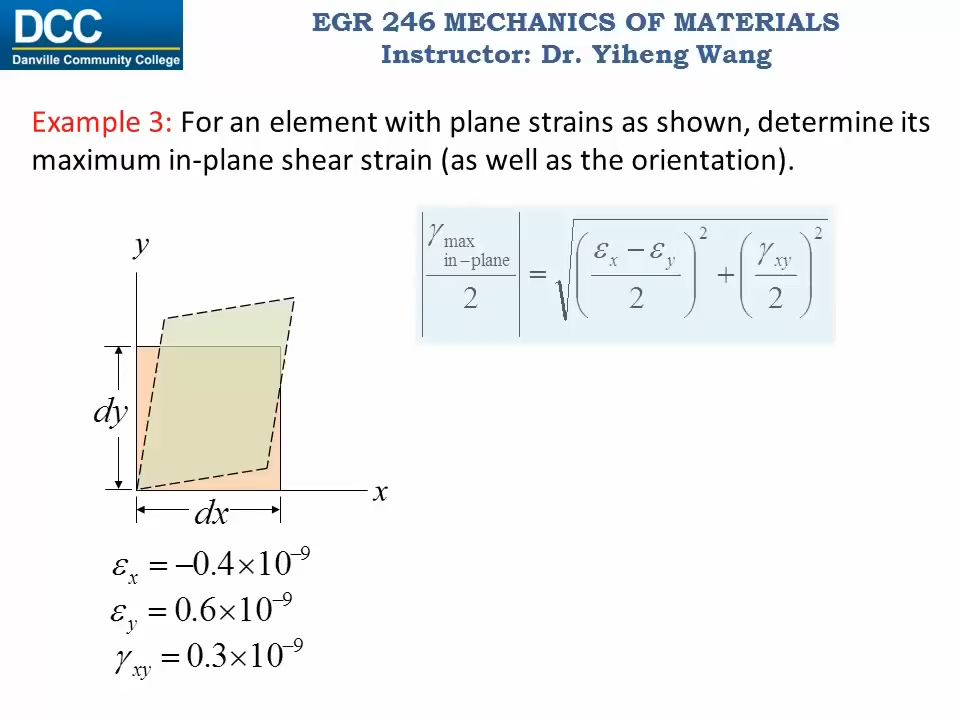 DCC
Danville Community College
EGR 246 MECHANICS OF MATERIALS
Instructor: Dr. Yiheng Wang
Example 3: For an element with plane strains as shown, determine its
maximum in-plane shear strain (as well as the orientation).
|γ max in−plane / 2| = √(((εx − εy) / 2)² + (γxy / 2)²)
y
dy
x
dx
εx = −0.4×10⁻⁹
εy = 0.6×10⁻⁹
γxy = 0.3×10⁻⁹